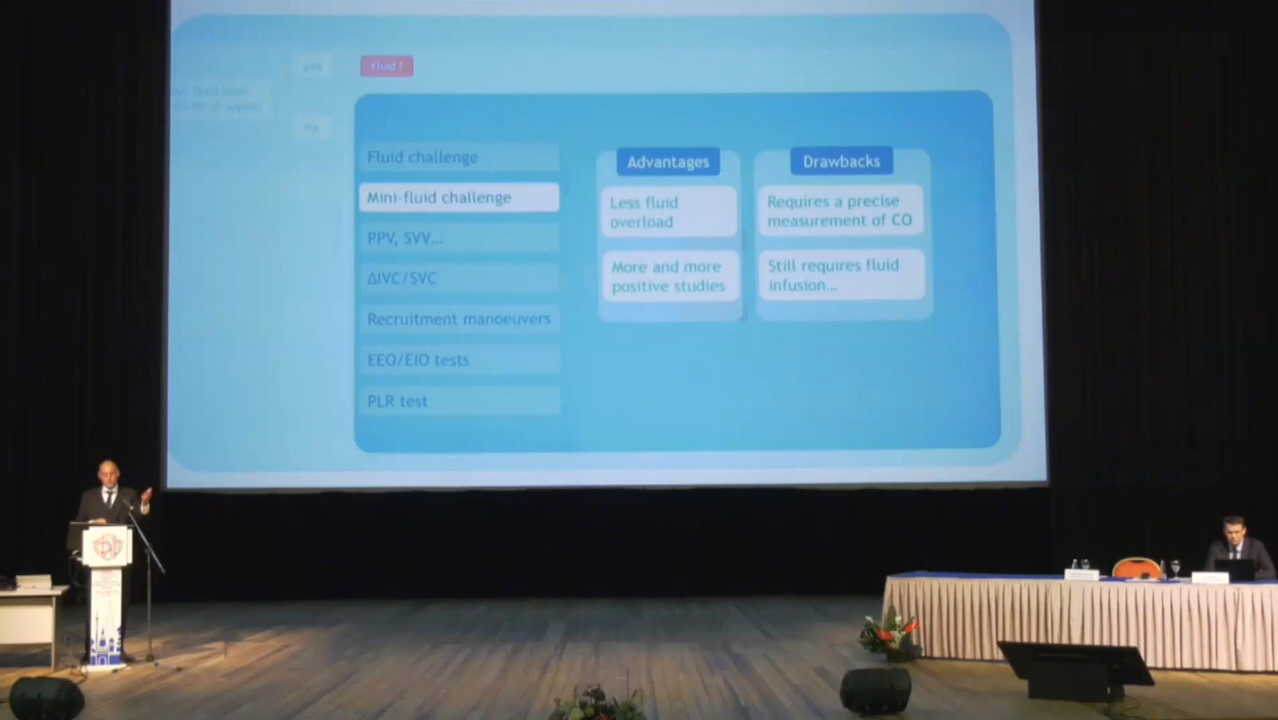 yes
Fluid !
no
Fluid challenge
Mini-fluid challenge
PPV, SVV...
ΔIVC/SVC
Recruitment manoeuvers
EEO/EIO tests
PLR test
Advantages
Less fluid
overload
More and more
positive studies
Drawbacks
Requires a precise
measurement of CO
Still requires fluid
infusion...